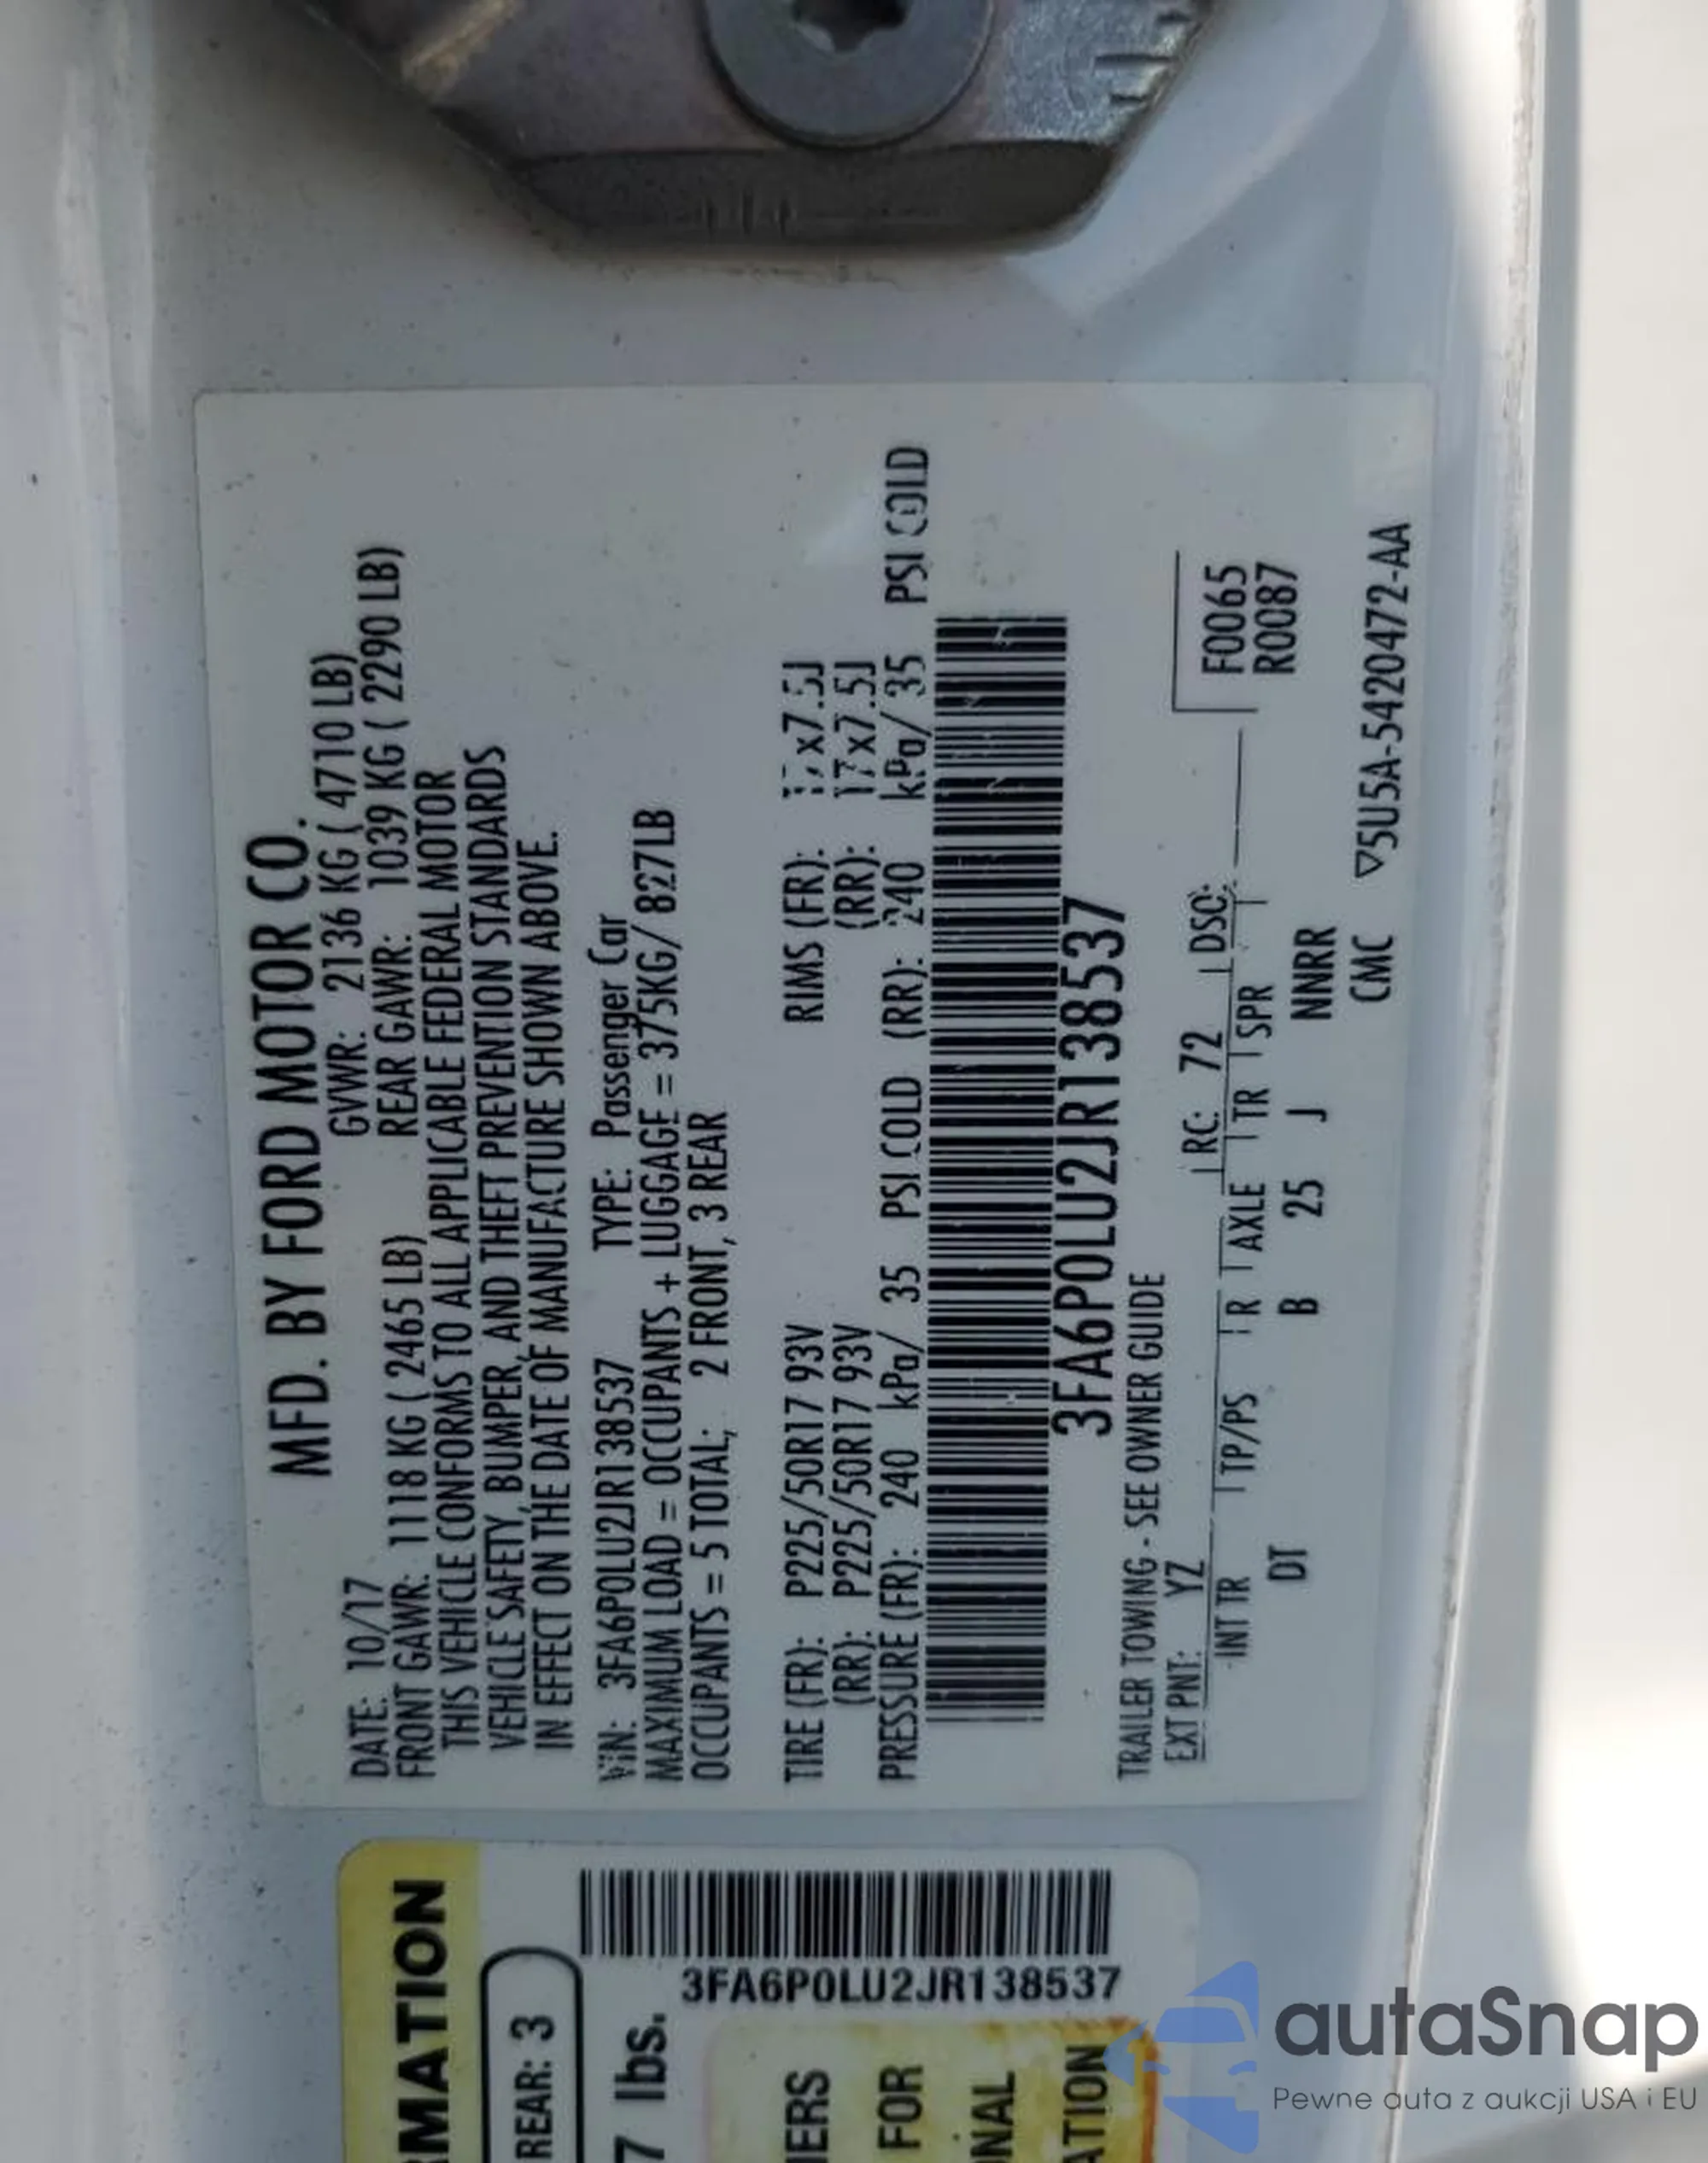 MFD. BY FORD MOTOR CO.
DATE: 10/17 GVWR: 2136 KG ( 4710 LB)
FRONT GAWR: 1118 KG ( 2465 LB) REAR GAWR: 1039 KG ( 2290 LB)
THIS VEHICLE CONFORMS TO ALL APPLICABLE FEDERAL MOTOR
VEHICLE SAFETY, BUMPER, AND THEFT PREVENTION STANDARDS
IN EFFECT ON THE DATE OF MANUFACTURE SHOWN ABOVE.
VIN: 3FA6P0LU2JR138537 TYPE: Passenger Car
MAXIMUM LOAD = OCCUPANTS + LUGGAGE = 375KG/ 827LB
OCCUPANTS = 5 TOTAL; 2 FRONT, 3 REAR
TIRE (FR): P225/50R17 93V RIMS (FR): 17x7.5J
(RR): P225/50R17 93V (RR): 17x7.5J
PRESSURE (FR): 240 kPa/ 35 PSI COLD (RR): 240 kPa/ 35 PSI COLD
3FA6P0LU2JR138537
TRAILER TOWING - SEE OWNER GUIDE
EXT PNT: YZ RC: 72 DSO: F0065
INT TR TP/PS R AXLE TR SPR R0087
DT B 25 J NNRR
CMC ▽5U5A-5420472-AA
RMATION
REAR: 3
7 lbs.
3FA6P0LU2JR138537
IERS
FOR
ONAL
ATION
autaSnap
Pewne auta z aukcji USA i EU